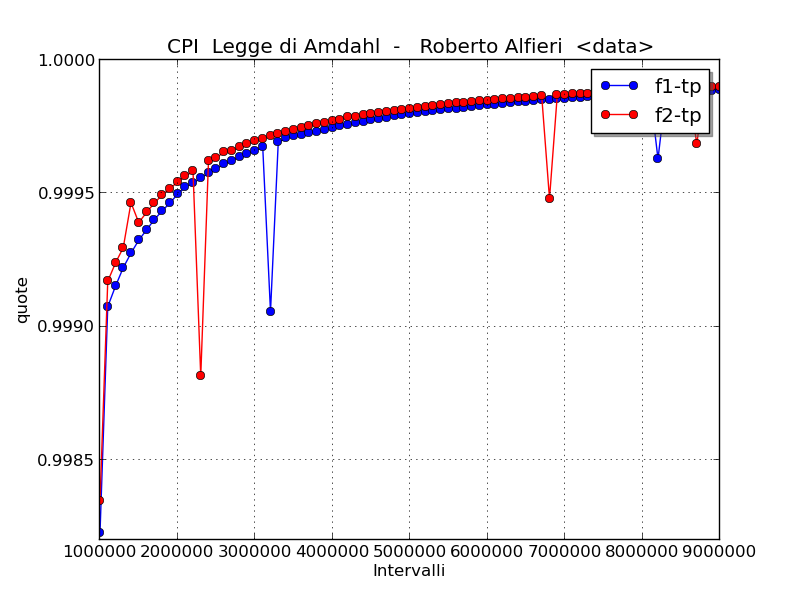 CPI  Legge di Amdahl  -   Roberto Alfieri  <data>
1.0000
f1-tp
f2-tp
0.9995
quote
0.9990
0.9985
1000000 2000000 3000000 4000000 5000000 6000000 7000000 8000000 9000000
Intervalli